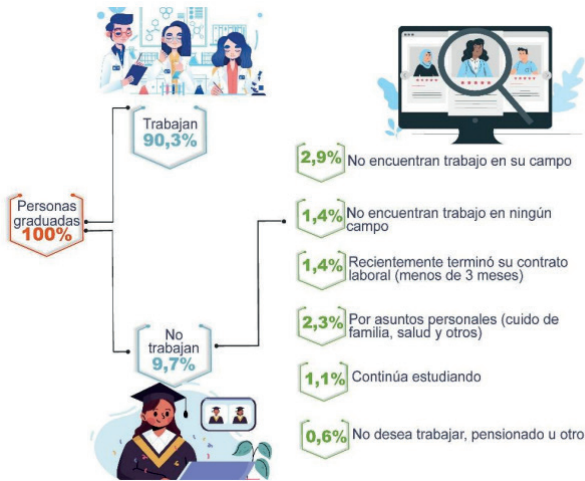 Trabajan
90,3%
Personas
graduadas
100%
No
trabajan
9,7%
2,9% No encuentran trabajo en su campo
1,4% No encuentran trabajo en ningún
campo
1,4% Recientemente terminó su contrato
laboral (menos de 3 meses)
2,3% Por asuntos personales (cuido de
familia, salud y otros)
1,1% Continúa estudiando
0,6% No desea trabajar, pensionado u otro